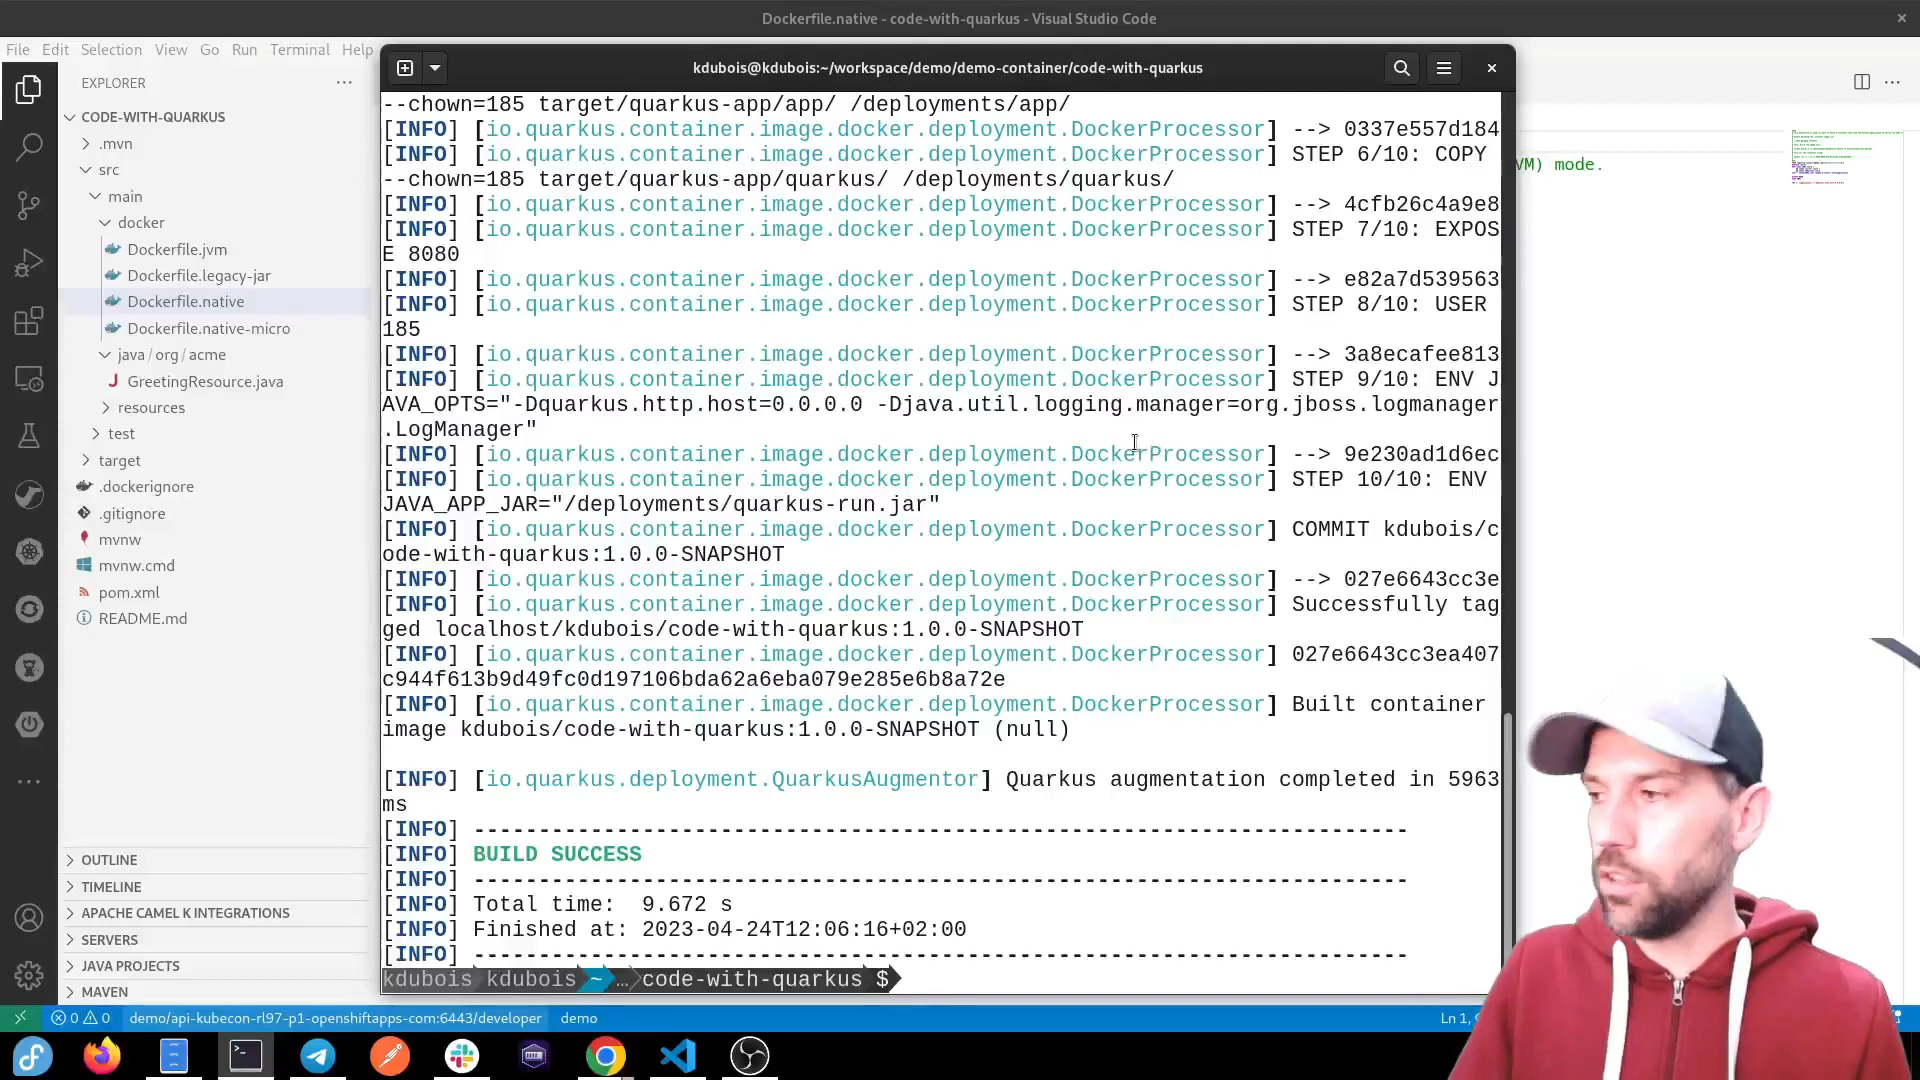 Dockerfile.native - code-with-quarkus - Visual Studio Code
File Edit Selection View Go Run Terminal Help
EXPLORER
CODE-WITH-QUARKUS
.mvn
src
main
docker
Dockerfile.jvm
Dockerfile.legacy-jar
Dockerfile.native
Dockerfile.native-micro
java / org / acme
GreetingResource.java
resources
test
target
.dockerignore
.gitignore
mvnw
mvnw.cmd
pom.xml
README.md
OUTLINE
TIMELINE
APACHE CAMEL K INTEGRATIONS
SERVERS
JAVA PROJECTS
MAVEN
kdubois@kdubois:~/workspace/demo/demo-container/code-with-quarkus
--chown=185 target/quarkus-app/app/ /deployments/app/
[INFO] [io.quarkus.container.image.docker.deployment.DockerProcessor] --> 0337e557d184
[INFO] [io.quarkus.container.image.docker.deployment.DockerProcessor] STEP 6/10: COPY
--chown=185 target/quarkus-app/quarkus/ /deployments/quarkus/
[INFO] [io.quarkus.container.image.docker.deployment.DockerProcessor] --> 4cfb26c4a9e8
[INFO] [io.quarkus.container.image.docker.deployment.DockerProcessor] STEP 7/10: EXPOS
E 8080
[INFO] [io.quarkus.container.image.docker.deployment.DockerProcessor] --> e82a7d539563
[INFO] [io.quarkus.container.image.docker.deployment.DockerProcessor] STEP 8/10: USER
185
[INFO] [io.quarkus.container.image.docker.deployment.DockerProcessor] --> 3a8ecafee813
[INFO] [io.quarkus.container.image.docker.deployment.DockerProcessor] STEP 9/10: ENV J
AVA_OPTS="-Dquarkus.http.host=0.0.0.0 -Djava.util.logging.manager=org.jboss.logmanager
.LogManager"
[INFO] [io.quarkus.container.image.docker.deployment.DockerProcessor] --> 9e230ad1d6ec
[INFO] [io.quarkus.container.image.docker.deployment.DockerProcessor] STEP 10/10: ENV
JAVA_APP_JAR="/deployments/quarkus-run.jar"
[INFO] [io.quarkus.container.image.docker.deployment.DockerProcessor] COMMIT kdubois/c
ode-with-quarkus:1.0.0-SNAPSHOT
[INFO] [io.quarkus.container.image.docker.deployment.DockerProcessor] --> 027e6643cc3e
[INFO] [io.quarkus.container.image.docker.deployment.DockerProcessor] Successfully tag
ged localhost/kdubois/code-with-quarkus:1.0.0-SNAPSHOT
[INFO] [io.quarkus.container.image.docker.deployment.DockerProcessor] 027e6643cc3ea407
c944f613b9d49fc0d197106bda62a6eba079e285e6b8a72e
[INFO] [io.quarkus.container.image.docker.deployment.DockerProcessor] Built container
image kdubois/code-with-quarkus:1.0.0-SNAPSHOT (null)
[INFO] [io.quarkus.deployment.QuarkusAugmentor] Quarkus augmentation completed in 5963
ms
[INFO] ------------------------------------------------------------------------
[INFO] BUILD SUCCESS
[INFO] ------------------------------------------------------------------------
[INFO] Total time:  9.672 s
[INFO] Finished at: 2023-04-24T12:06:16+02:00
[INFO] ------------------------------------------------------------------------
kdubois kdubois ~ … code-with-quarkus $
VM) mode.
0 0 demo/api-kubecon-rl97-p1-openshiftapps-com:6443/developer demo Ln 1,